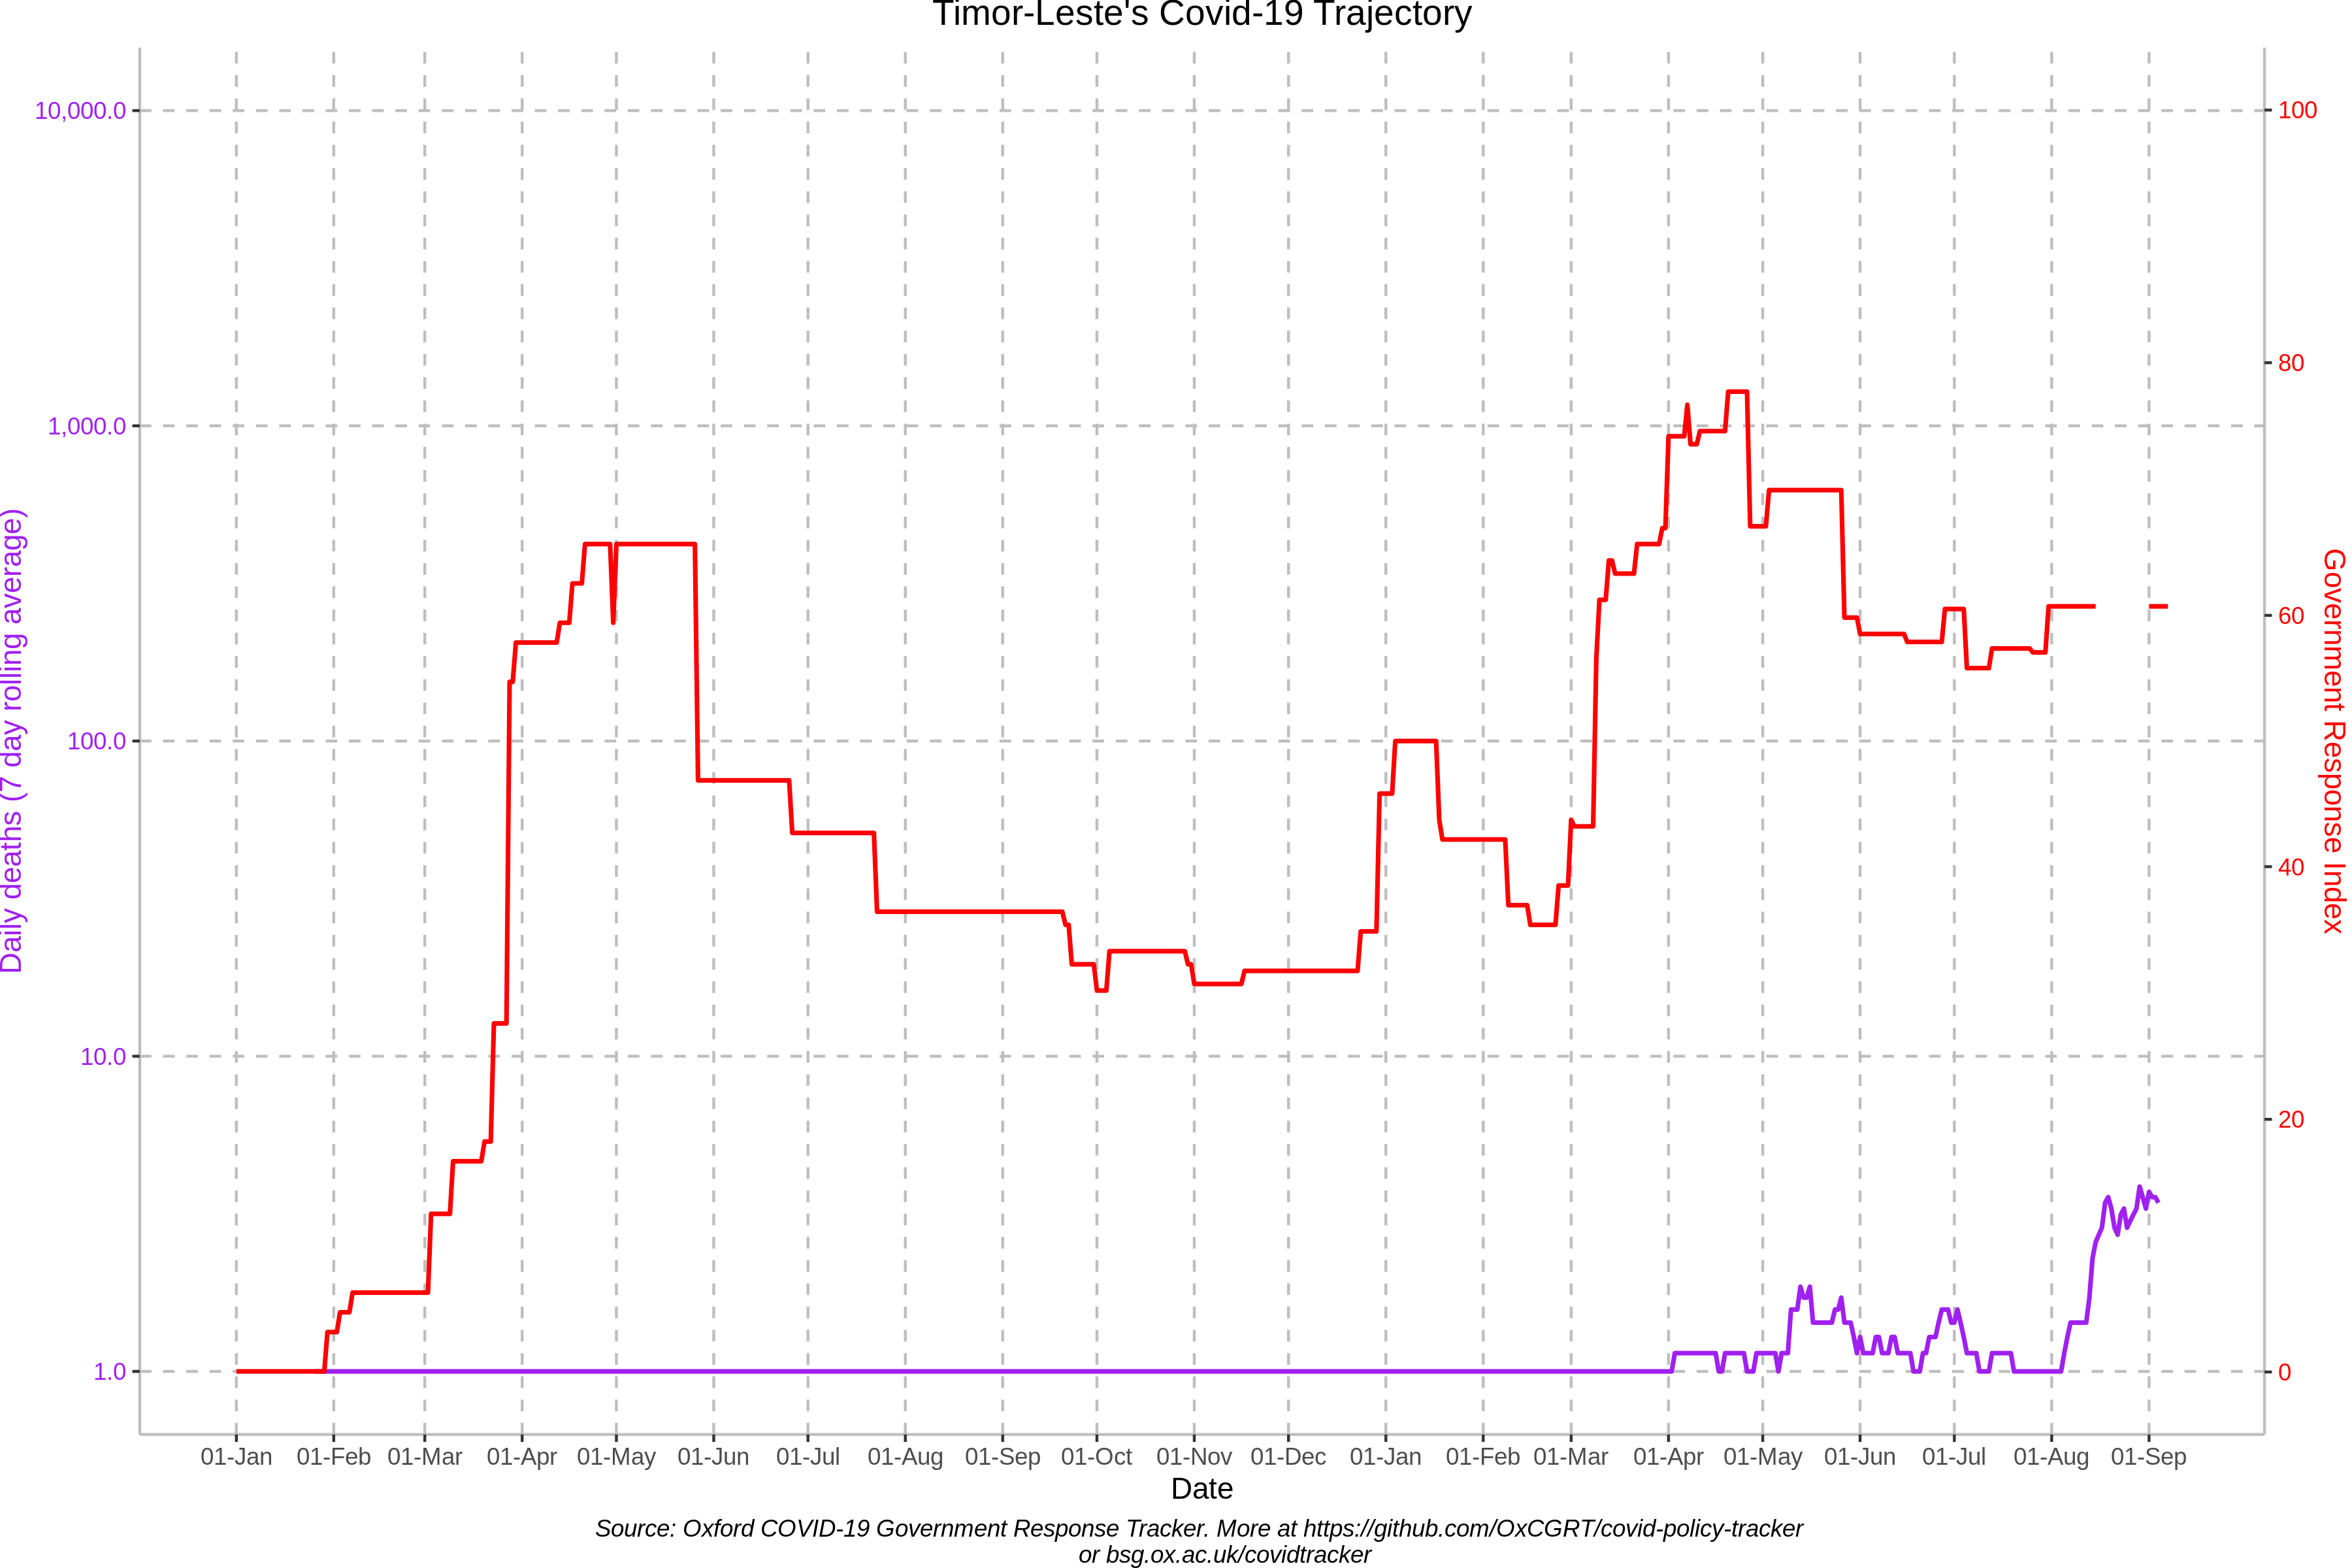 Timor-Leste's Covid-19 Trajectory
10,000.0
1,000.0
100.0
10.0
1.0
Daily deaths (7 day rolling average)
100
80
60
40
20
0
Government Response Index
01-Jan 01-Feb 01-Mar 01-Apr 01-May 01-Jun 01-Jul 01-Aug 01-Sep 01-Oct 01-Nov 01-Dec 01-Jan 01-Feb 01-Mar 01-Apr 01-May 01-Jun 01-Jul 01-Aug 01-Sep
Date
Source: Oxford COVID-19 Government Response Tracker. More at https://github.com/OxCGRT/covid-policy-tracker
or bsg.ox.ac.uk/covidtracker